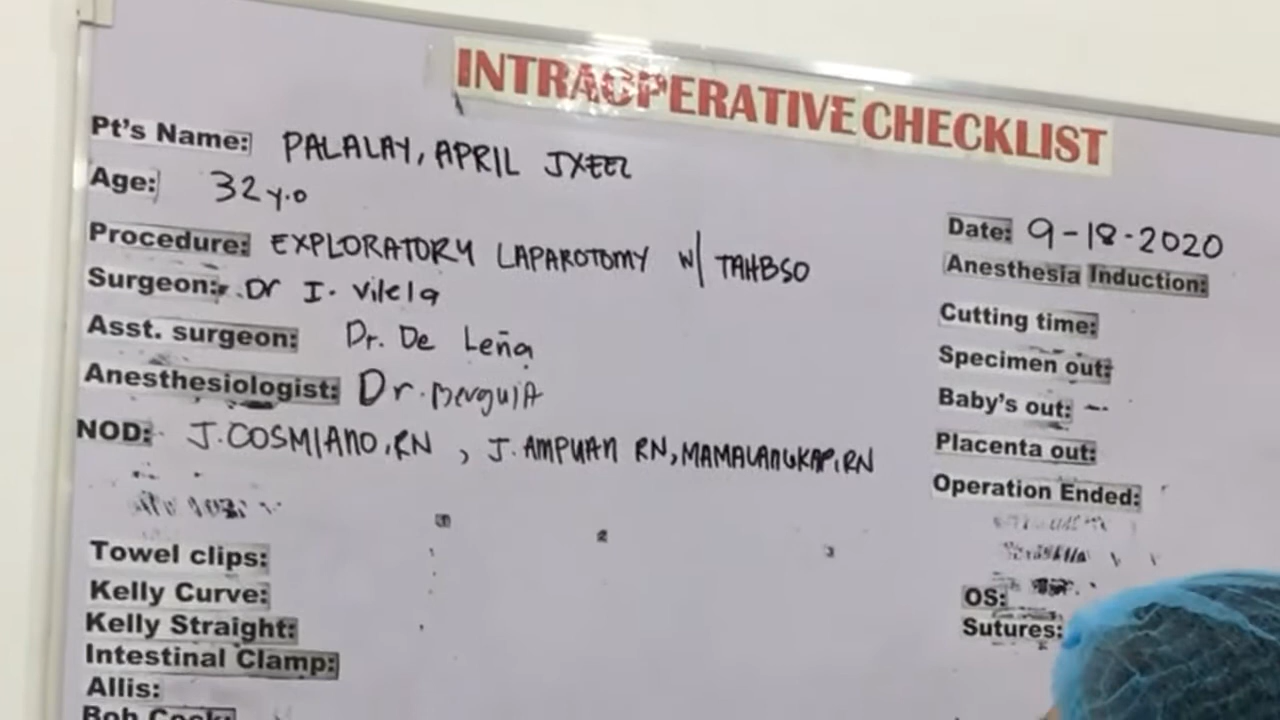 INTRAOPERATIVE CHECKLIST
Pt's Name: PALALAY, APRIL JXEEL
Age: 32 y.o
Procedure: EXPLORATORY LAPAROTOMY W/ TAHBSO
Surgeon: Dr I. Vilela
Asst. surgeon: Dr. De Leña
Anesthesiologist: Dr.
NOD: J. COSMIANO, RN, J. AMPUAN RN, MAMALANGKAP, RN
Towel clips:
Kelly Curve:
Kelly Straight:
Intestinal Clamp:
Allis:
Date: 9-18-2020
Anesthesia Induction:
Cutting time:
Specimen out:
Baby's out:
Placenta out:
Operation Ended:
OS:
Sutures: